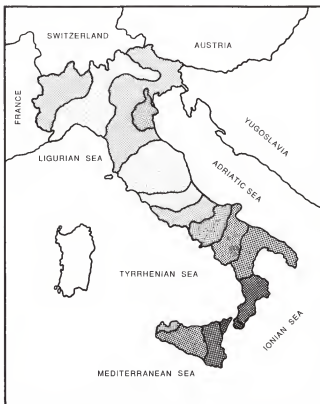 SWITZERLAND
AUSTRIA
FRANCE
YUGOSLAVIA
LIGURIAN SEA
ADRIATIC SEA
TYRRHENIAN SEA
IONIAN SEA
MEDITERRANEAN SEA